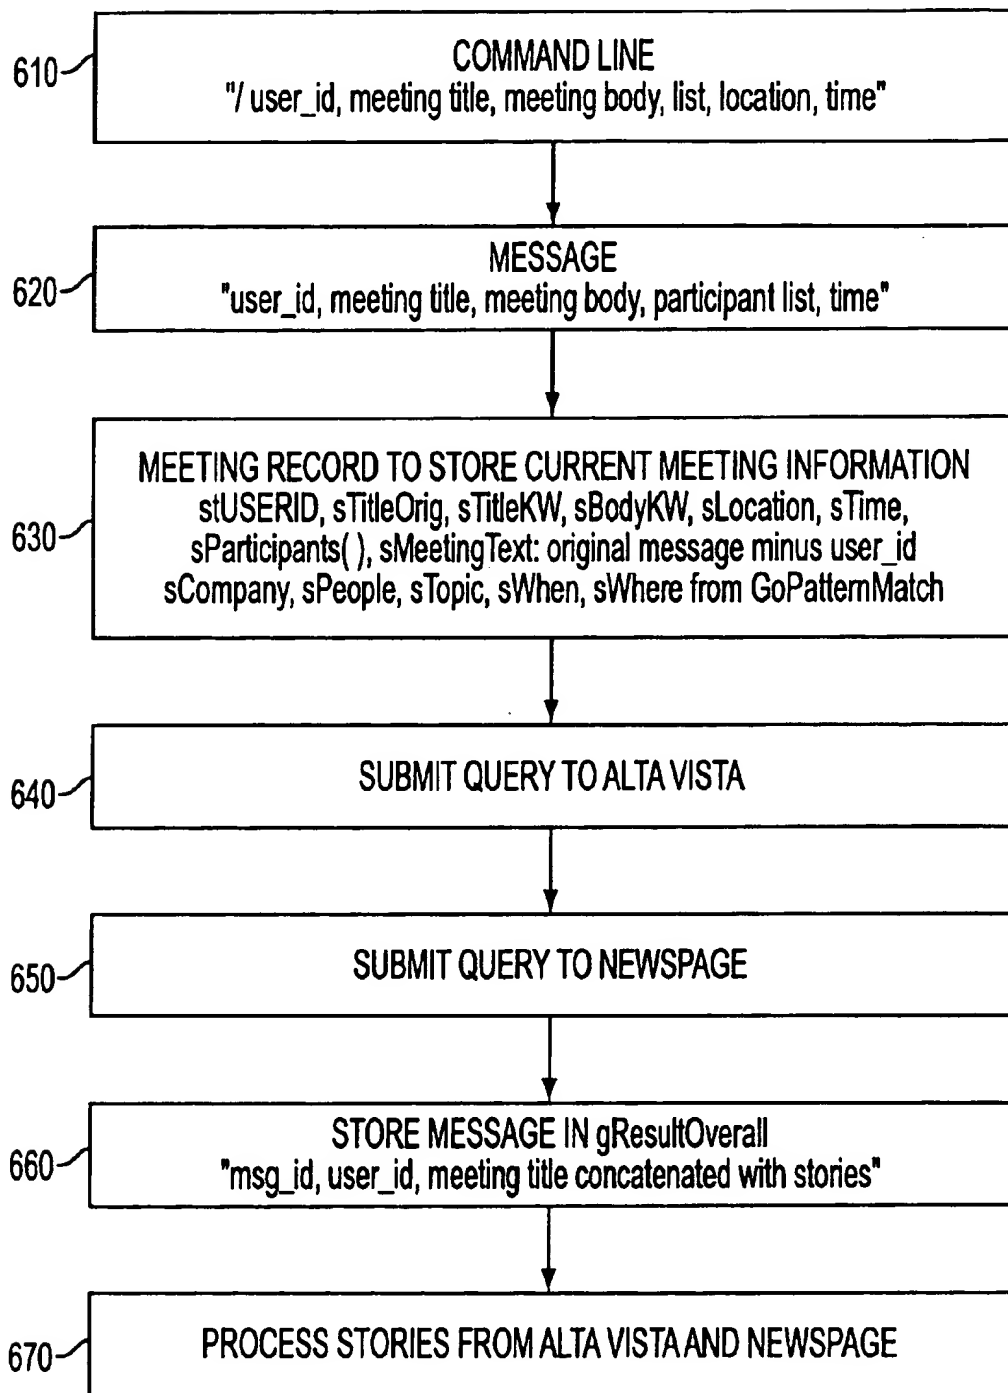 610
COMMAND LINE
"/ user_id, meeting title, meeting body, list, location, time"
620
MESSAGE
"user_id, meeting title, meeting body, participant list, time"
630
MEETING RECORD TO STORE CURRENT MEETING INFORMATION
stUSERID, sTitleOrig, sTitleKW, sBodyKW, sLocation, sTime,
sParticipants( ), sMeetingText: original message minus user_id
sCompany, sPeople, sTopic, sWhen, sWhere from GoPatternMatch
640
SUBMIT QUERY TO ALTA VISTA
650
SUBMIT QUERY TO NEWSPAGE
660
STORE MESSAGE IN gResultOverall
"msg_id, user_id, meeting title concatenated with stories"
670
PROCESS STORIES FROM ALTA VISTA AND NEWSPAGE